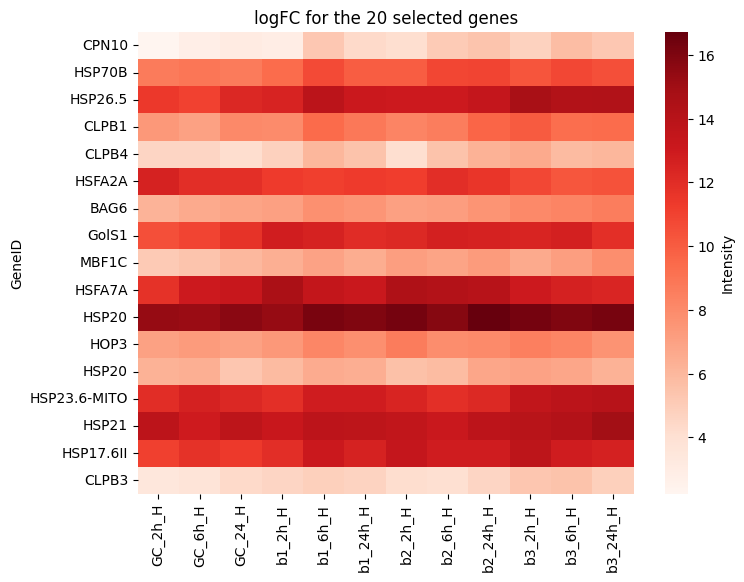 logFC for the 20 selected genes
GeneID
CPN10
HSP70B
HSP26.5
CLPB1
CLPB4
HSFA2A
BAG6
GolS1
MBF1C
HSFA7A
HSP20
HOP3
HSP20
HSP23.6-MITO
HSP21
HSP17.6II
CLPB3
GC_2h_H
GC_6h_H
GC_24_H
b1_2h_H
b1_6h_H
b1_24h_H
b2_2h_H
b2_6h_H
b2_24h_H
b3_2h_H
b3_6h_H
b3_24h_H
16
14
12
10
8
6
4
Intensity